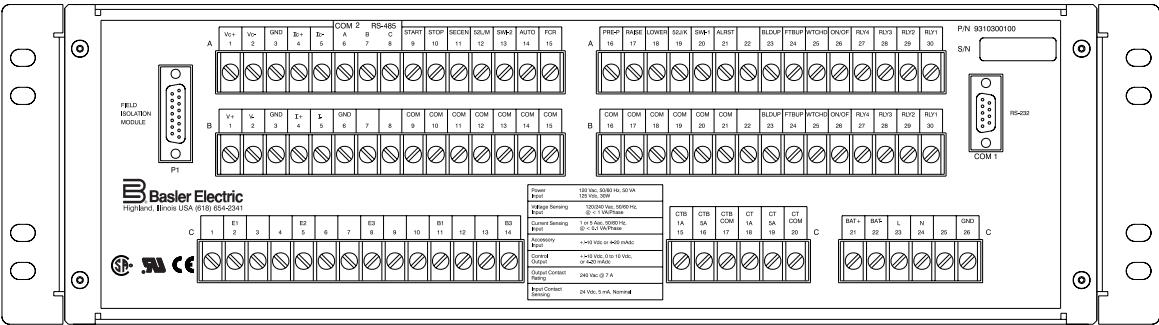 COM 2 RS-485
Vc+ Vc- GND Ic+ Ic- A B C START STOP SECEN 52L/M SWI-2 AUTO FCR
A 1 2 3 4 5 6 7 8 9 10 11 12 13 14 15
PRE-P RAISE LOWER 52J/K SWI-1 ALRST BLDUP FTBUP WTCHD ON/OF RLY4 RLY3 RLY2 RLY1
A 16 17 18 19 20 21 22 23 24 25 26 27 28 29 30
P/N 9310300100
S/N
FIELD
ISOLATION
MODULE
P1
V+ V- GND I+ I- GND COM COM COM COM COM COM COM
B 1 2 3 4 5 6 7 8 9 10 11 12 13 14 15
COM COM COM COM COM COM BLDUP FTBUP WTCHD ON/OF RLY4 RLY3 RLY2 RLY1
B 16 17 18 19 20 21 22 23 24 25 26 27 28 29 30
RS-232
COM 1
Basler Electric
Highland, Illinois USA (618) 654-2341
Power Input 120 Vac, 50/60 Hz, 50 VA
125 Vdc, 30W
Voltage Sensing Input 120/240 Vac, 50/60 Hz,
@ < 1 VA/Phase
Current Sensing Input 1 or 5 Aac, 50/60 Hz,
@ < 0.1 VA/Phase
Accessory Input +/-10 Vdc or 4-20 mAdc
Control Output +/-10 Vdc, 0 to 10 Vdc,
or 4-20 mAdc
Output Contact Rating 240 Vac @ 7 A
Input Contact Sensing 24 Vdc, 5 mA, Nominal
E1 E2 E3 B1 B3
C 1 2 3 4 5 6 7 8 9 10 11 12 13 14
CTB CTB CTB CT CT CT
1A 5A COM 1A 5A COM
15 16 17 18 19 20 C
BAT+ BAT- L N GND
21 22 23 24 25 26 C
SA
CE